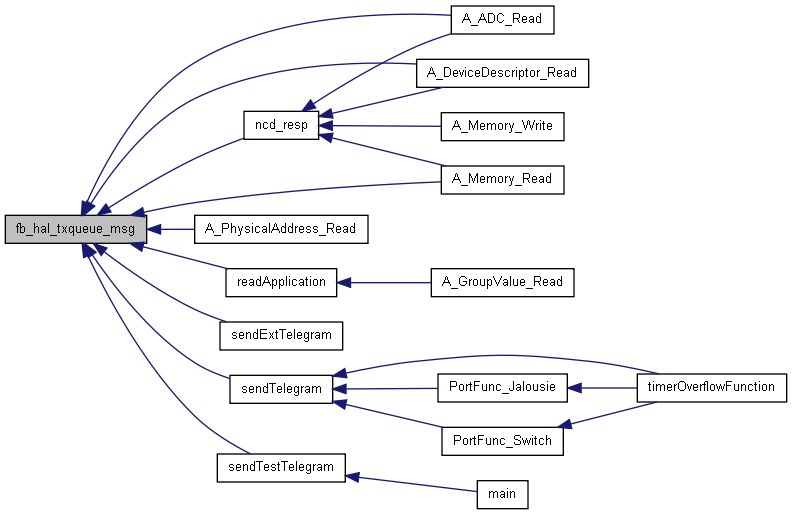 A_ADC_Read
A_DeviceDescriptor_Read
ncd_resp
A_Memory_Write
A_Memory_Read
fb_hal_txqueue_msg
A_PhysicalAddress_Read
readApplication
A_GroupValue_Read
sendExtTelegram
sendTelegram
PortFunc_Jalousie
timerOverflowFunction
PortFunc_Switch
sendTestTelegram
main